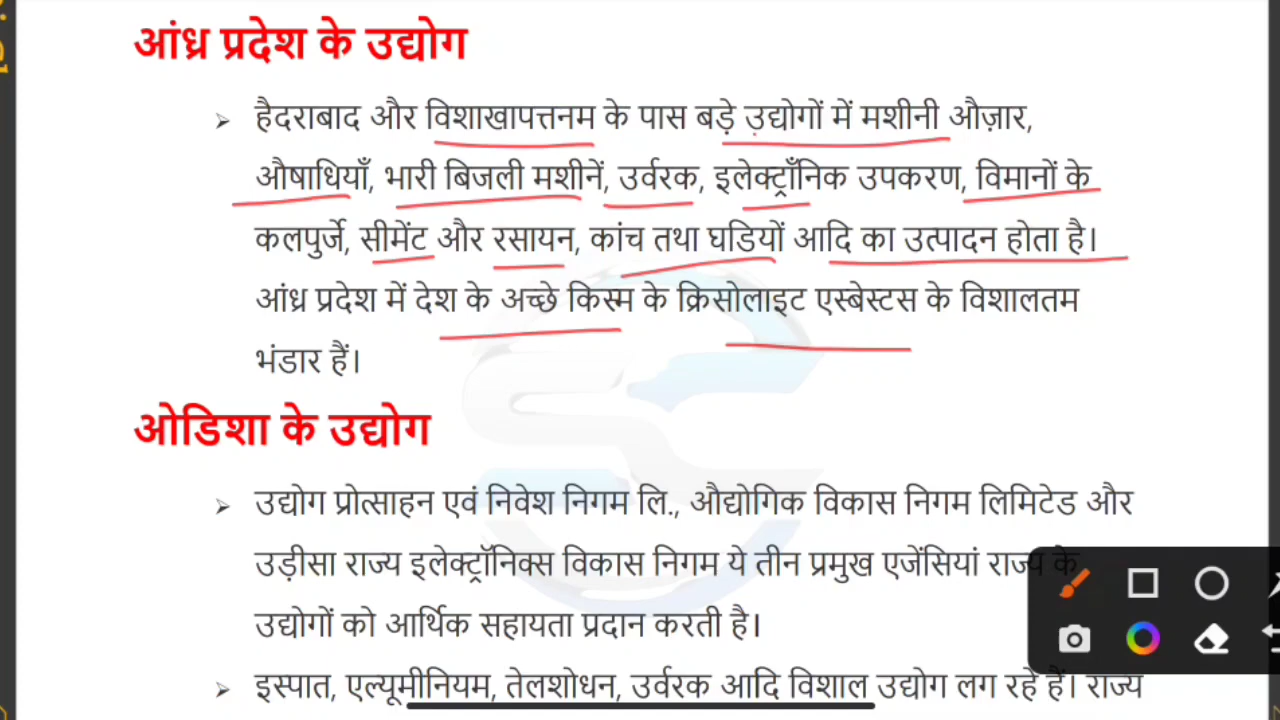 आंध्र प्रदेश के उद्योग
हैदराबाद और विशाखापत्तनम के पास बड़े उद्योगों में मशीनी औज़ार,
औषाधियाँ, भारी बिजली मशीनें, उर्वरक, इलेक्ट्राँनिक उपकरण, विमानों के
कलपुर्जे, सीमेंट और रसायन, कांच तथा घडियों आदि का उत्पादन होता है।
आंध्र प्रदेश में देश के अच्छे किस्म के क्रिसोलाइट एस्बेस्टस के विशालतम
भंडार हैं।
ओडिशा के उद्योग
उद्योग प्रोत्साहन एवं निवेश निगम लि., औद्योगिक विकास निगम लिमिटेड और
उड़ीसा राज्य इलेक्ट्रॉनिक्स विकास निगम ये तीन प्रमुख एजेंसियां राज्य के
उद्योगों को आर्थिक सहायता प्रदान करती है।
इस्पात, एल्यूमीनियम, तेलशोधन, उर्वरक आदि विशाल उद्योग लग रहे हैं। राज्य